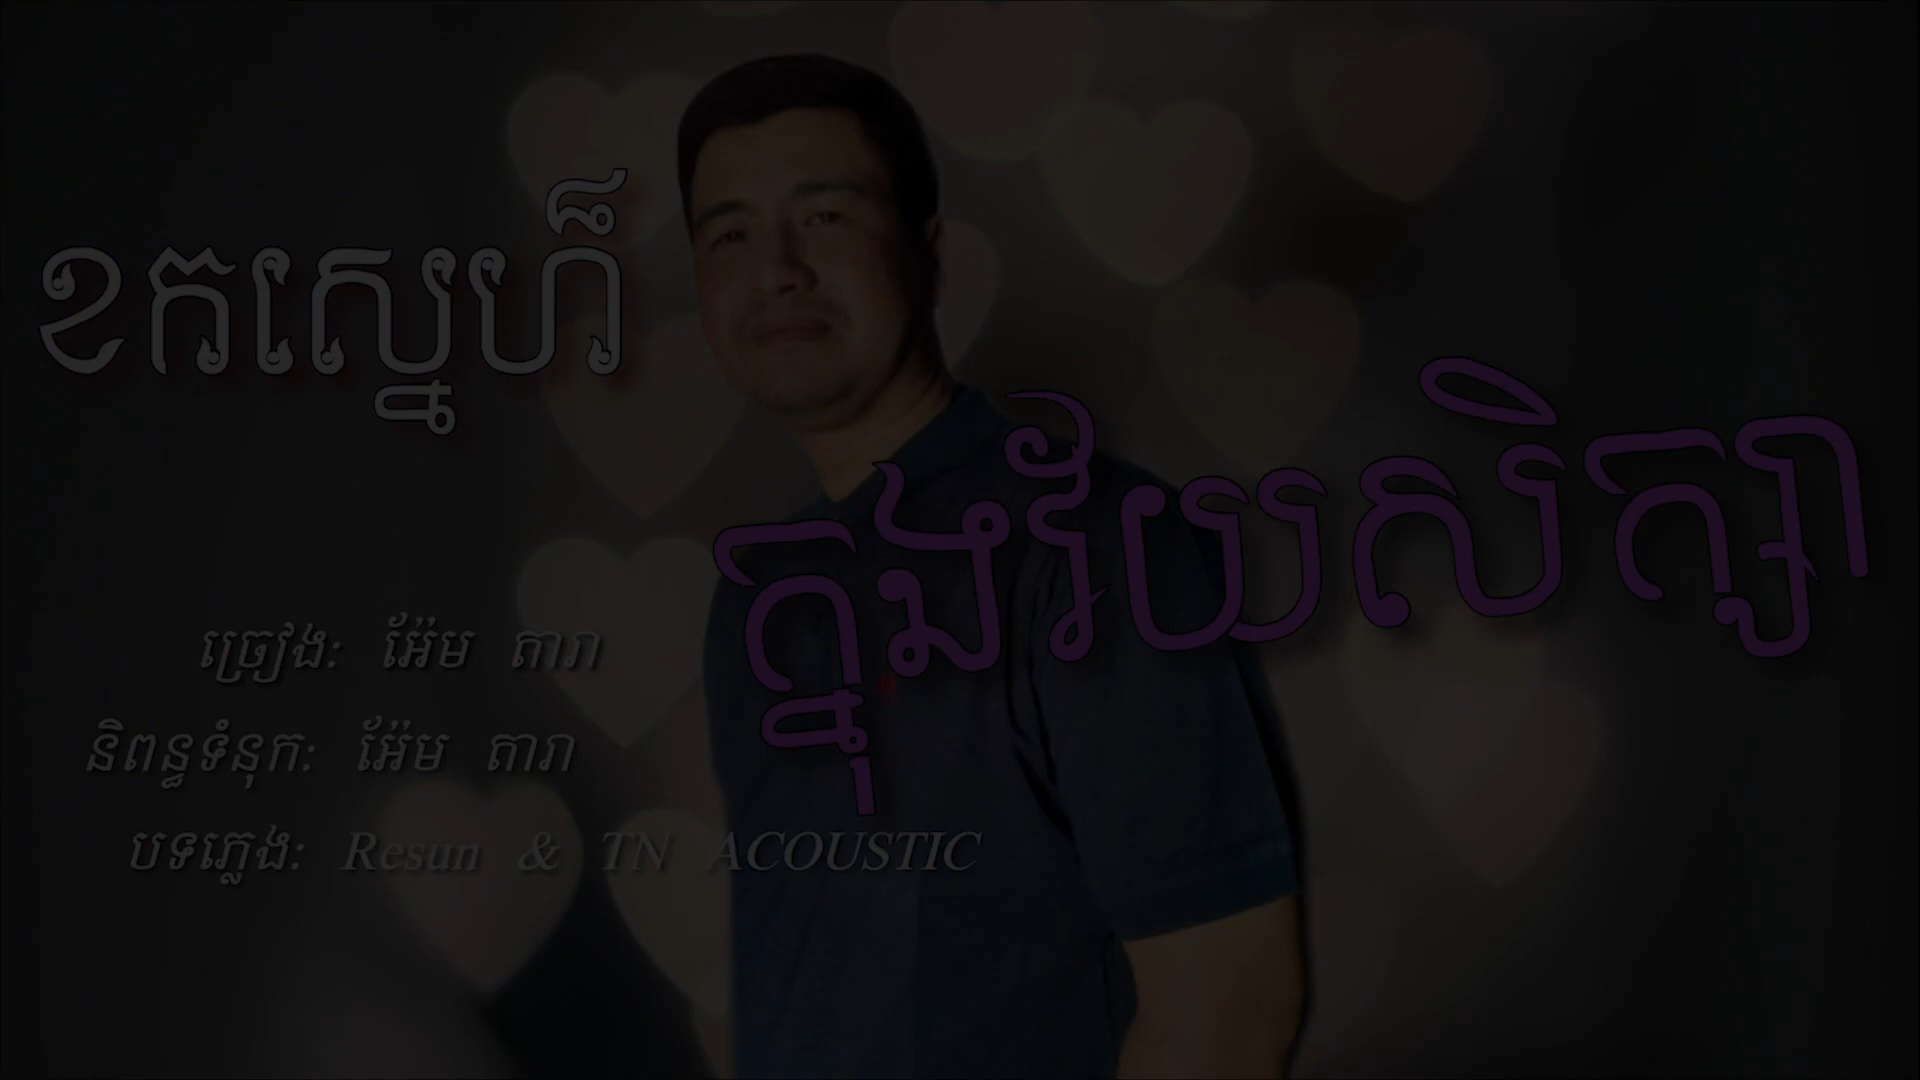 ខកស្នេហ៍
ក្នុងវ័យសិក្សា
ច្រៀង: អ៊ែម តារា
និពន្ធទំនុក: អ៊ែម តារា
បទភ្លេង: Resun & TN ACOUSTIC